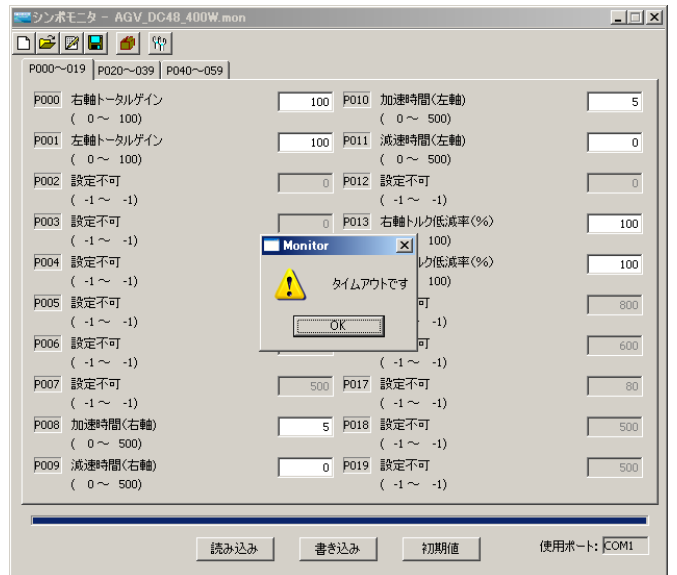 シンポモニタ - AGV_DC48_400W.mon
P000～019 P020～039 P040～059
P000 右軸トータルゲイン 100 P010 加速時間(左軸) 5
( 0～ 100) ( 0～ 500)
P001 左軸トータルゲイン 100 P011 減速時間(左軸) 0
( 0～ 100) ( 0～ 500)
P002 設定不可 0 P012 設定不可 0
( -1～ -1) ( -1～ -1)
P003 設定不可 0 P013 右軸トルク低減率(%) 100
( -1～ -1) 100)
P004 設定不可 ルク低減率(%) 100
( -1～ -1) 100)
Monitor
タイムアウトです
OK
P005 設定不可 不可 800
( -1～ -1) -1)
P006 設定不可 不可 600
( -1～ -1) ( -1～ -1)
P007 設定不可 500 P017 設定不可 80
( -1～ -1) ( -1～ -1)
P008 加速時間(右軸) 5 P018 設定不可 500
( 0～ 500) ( -1～ -1)
P009 減速時間(右軸) 0 P019 設定不可 500
( 0～ 500) ( -1～ -1)
読み込み 書き込み 初期値 使用ポート: COM1